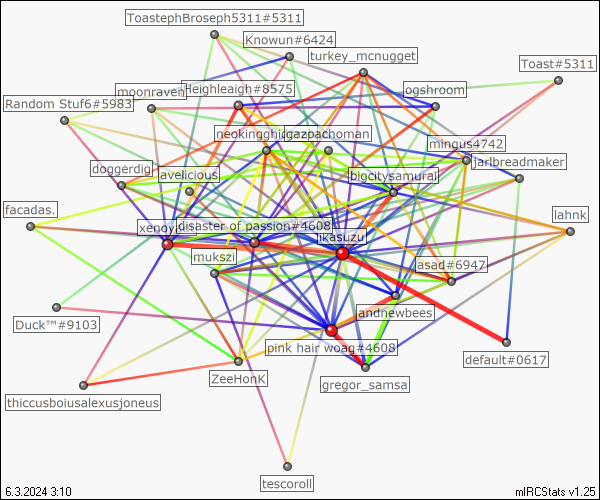 ToastephBroseph5311#5311
Knowun#6424
turkey_mcnugget
Toast#5311
Heighleaigh#8575
ogshroom
moonraven
Random Stuf6#5983
neokingghidorah
gazpachoman
mingus4742
jarlbreadmaker
doggerdig
avelicious
bigcitysamurai
facadas.
xenoyia
disaster of passion#4608
ikasuzu
lahnk
mukszi
asad#6947
Duck™#9103
andnewbees
pink hair woag#4608
default#0617
ZeeHonK
gregor_samsa
thiccusboiusalexusjoneus
tescoroll
6.3.2024 3:10
mIRCStats v1.25